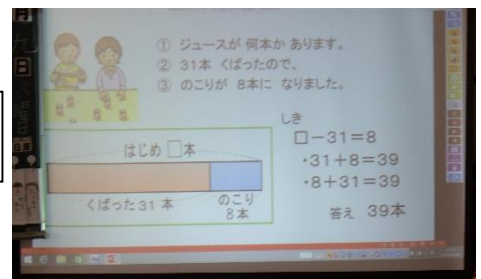 ① ジュースが 何本か あります。
② 31本 くばったので、
③ のこりが 8本に なりました。
はじめ □本
くばった 31 本
のこり
8本
しき
□－31＝8
・31＋8＝39
・8＋31＝39
答え 39本